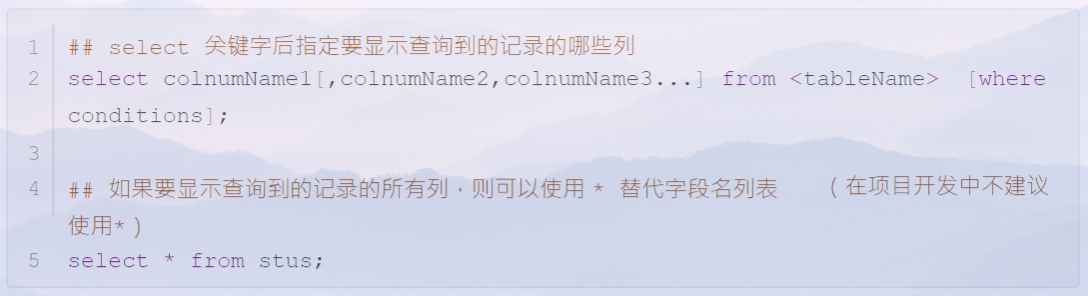 1 ## select 关键字后指定要显示查询到的记录的哪些列
2 select colnumName1[,colnumName2,colnumName3...] from <tableName> [where
conditions];
3
4 ## 如果要显示查询到的记录的所有列，则可以使用 * 替代字段名列表 （在项目开发中不建议
使用*）
5 select * from stus;